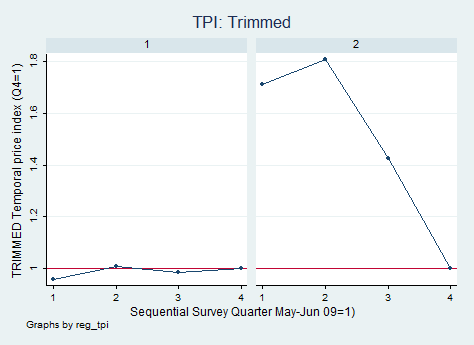 TPI: Trimmed
1
2
TRIMMED Temporal price index (Q4=1)
1.8
1.6
1.4
1.2
1
1 2 3 4
1 2 3 4
Sequential Survey Quarter May-Jun 09=1)
Graphs by reg_tpi